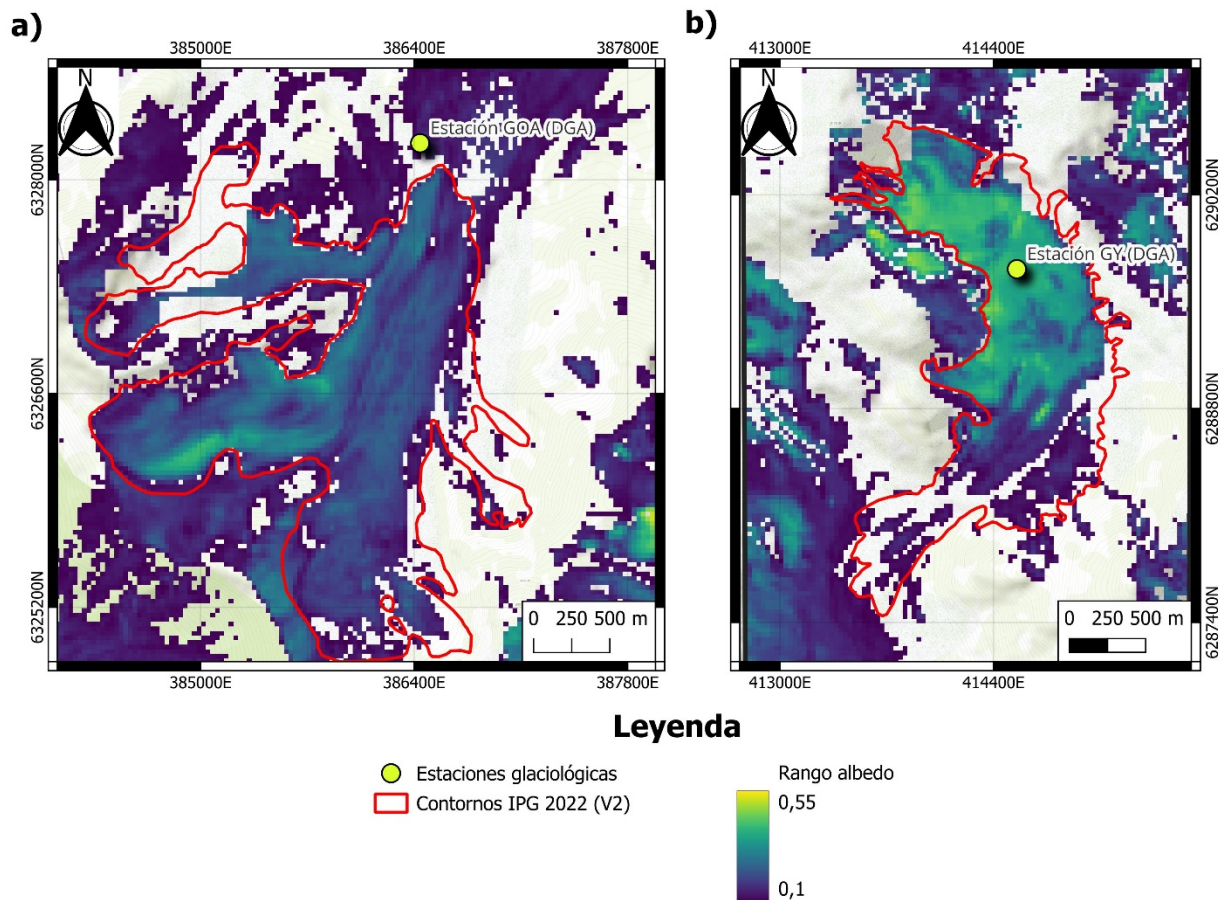 a)
385000E
386400E
387800E
N
Estación GOA (DGA)
6328000N
6326600N
6325200N
0 250 500 m
385000E
386400E
387800E
b)
413000E
414400E
N
Estación GY (DGA)
6290200N
6288800N
6287400N
0 250 500 m
413000E
414400E
Leyenda
Estaciones glaciológicas
Contornos IPG 2022 (V2)
Rango albedo
0,55
0,1